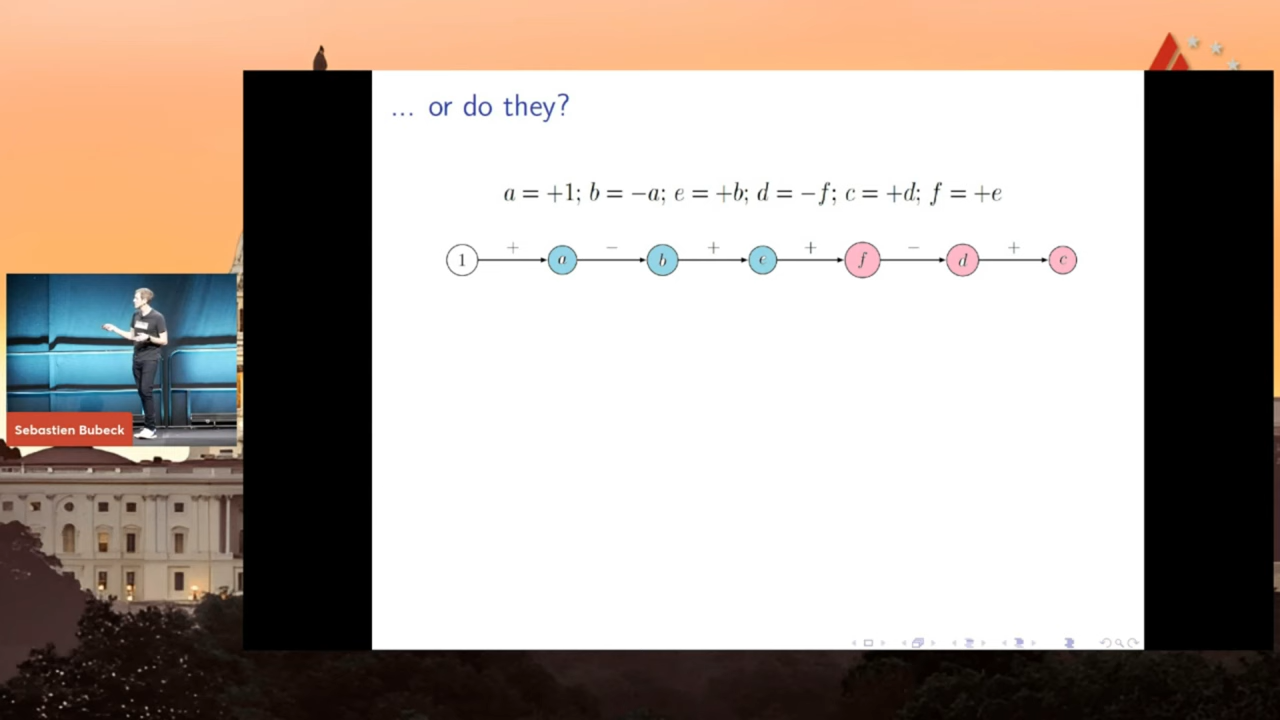 ... or do they?
a = +1; b = −a; e = +b; d = −f; c = +d; f = +e
+ − + + − +
1 a b e f d c
Sebastien Bubeck